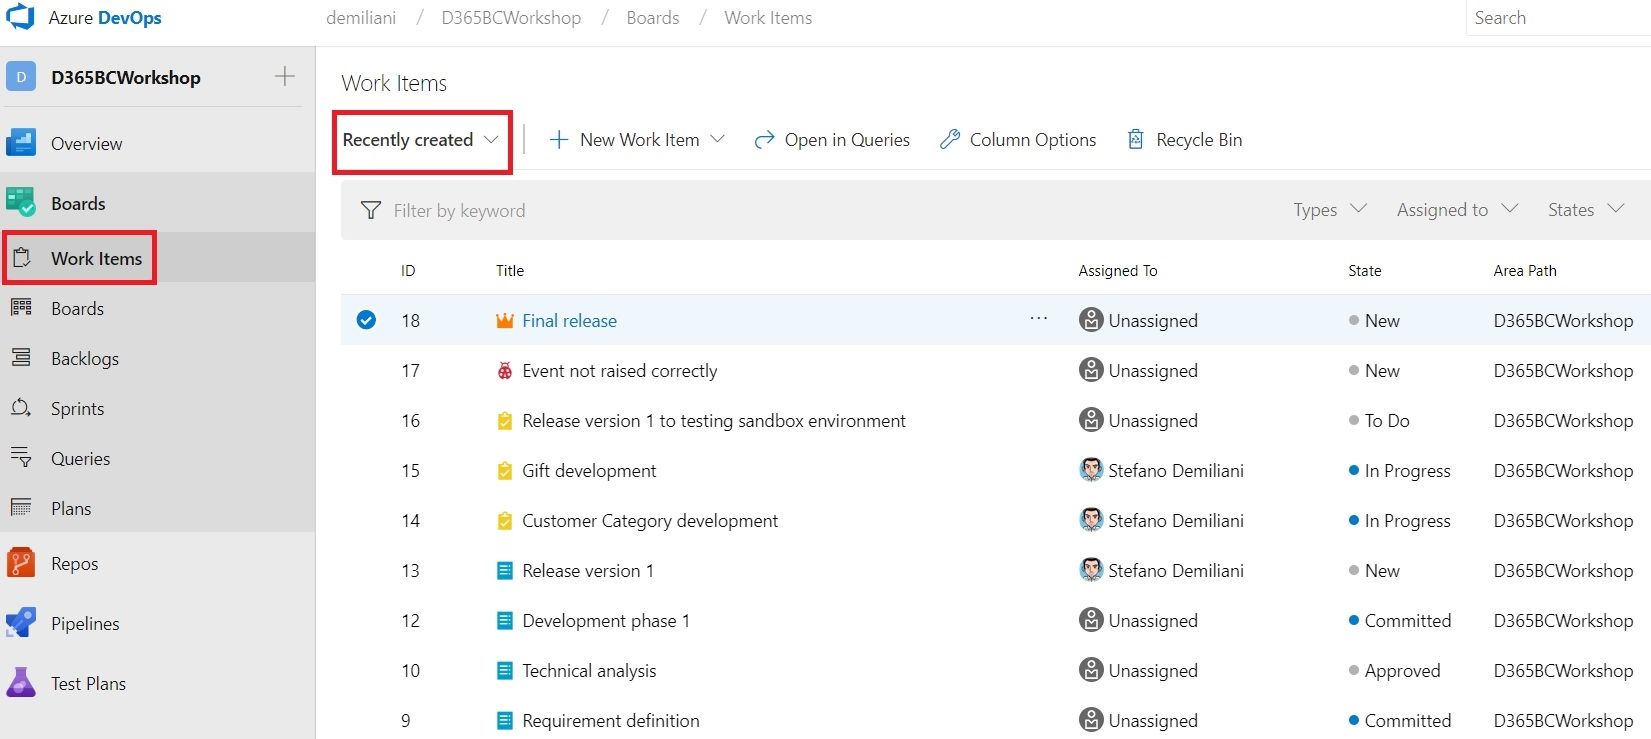 Azure DevOps
demiliani / D365BCWorkshop / Boards / Work Items
Search
D D365BCWorkshop
Overview
Boards
Work Items
Boards
Backlogs
Sprints
Queries
Plans
Repos
Pipelines
Test Plans
Work Items
Recently created New Work Item Open in Queries Column Options Recycle Bin
Filter by keyword Types Assigned to States
ID Title Assigned To State Area Path
18 Final release ... Unassigned New D365BCWorkshop
17 Event not raised correctly Unassigned New D365BCWorkshop
16 Release version 1 to testing sandbox environment Unassigned To Do D365BCWorkshop
15 Gift development Stefano Demiliani In Progress D365BCWorkshop
14 Customer Category development Stefano Demiliani In Progress D365BCWorkshop
13 Release version 1 Stefano Demiliani New D365BCWorkshop
12 Development phase 1 Unassigned Committed D365BCWorkshop
10 Technical analysis Unassigned Approved D365BCWorkshop
9 Requirement definition Unassigned Committed D365BCWorkshop